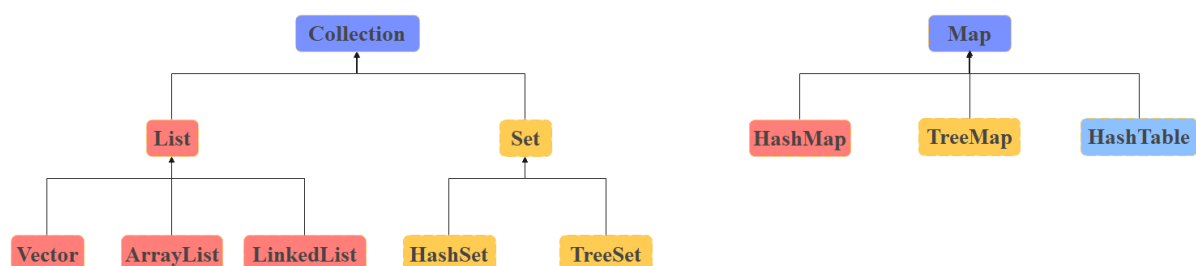 Collection
Map
List
Set
HashMap
TreeMap
HashTable
Vector
ArrayList
LinkedList
HashSet
TreeSet